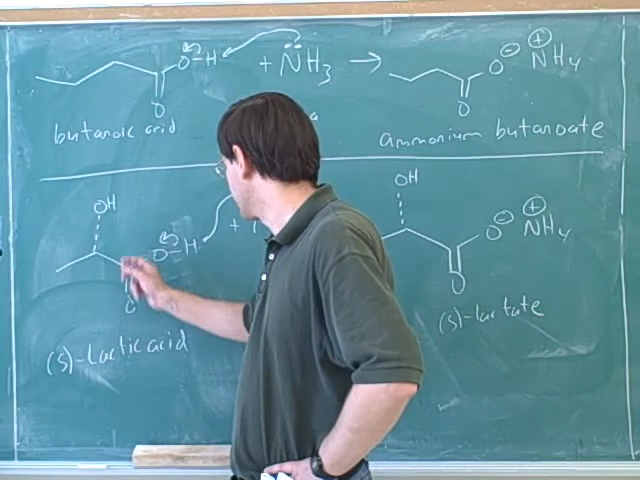 O-H + NH3 → O⊖ ⊕NH4
O
O
butanoic acid
ammonium butanoate
OH
OH
O-H + O⊖ ⊕NH4
O
O
(S)-Lactic acid
(S)-lactate